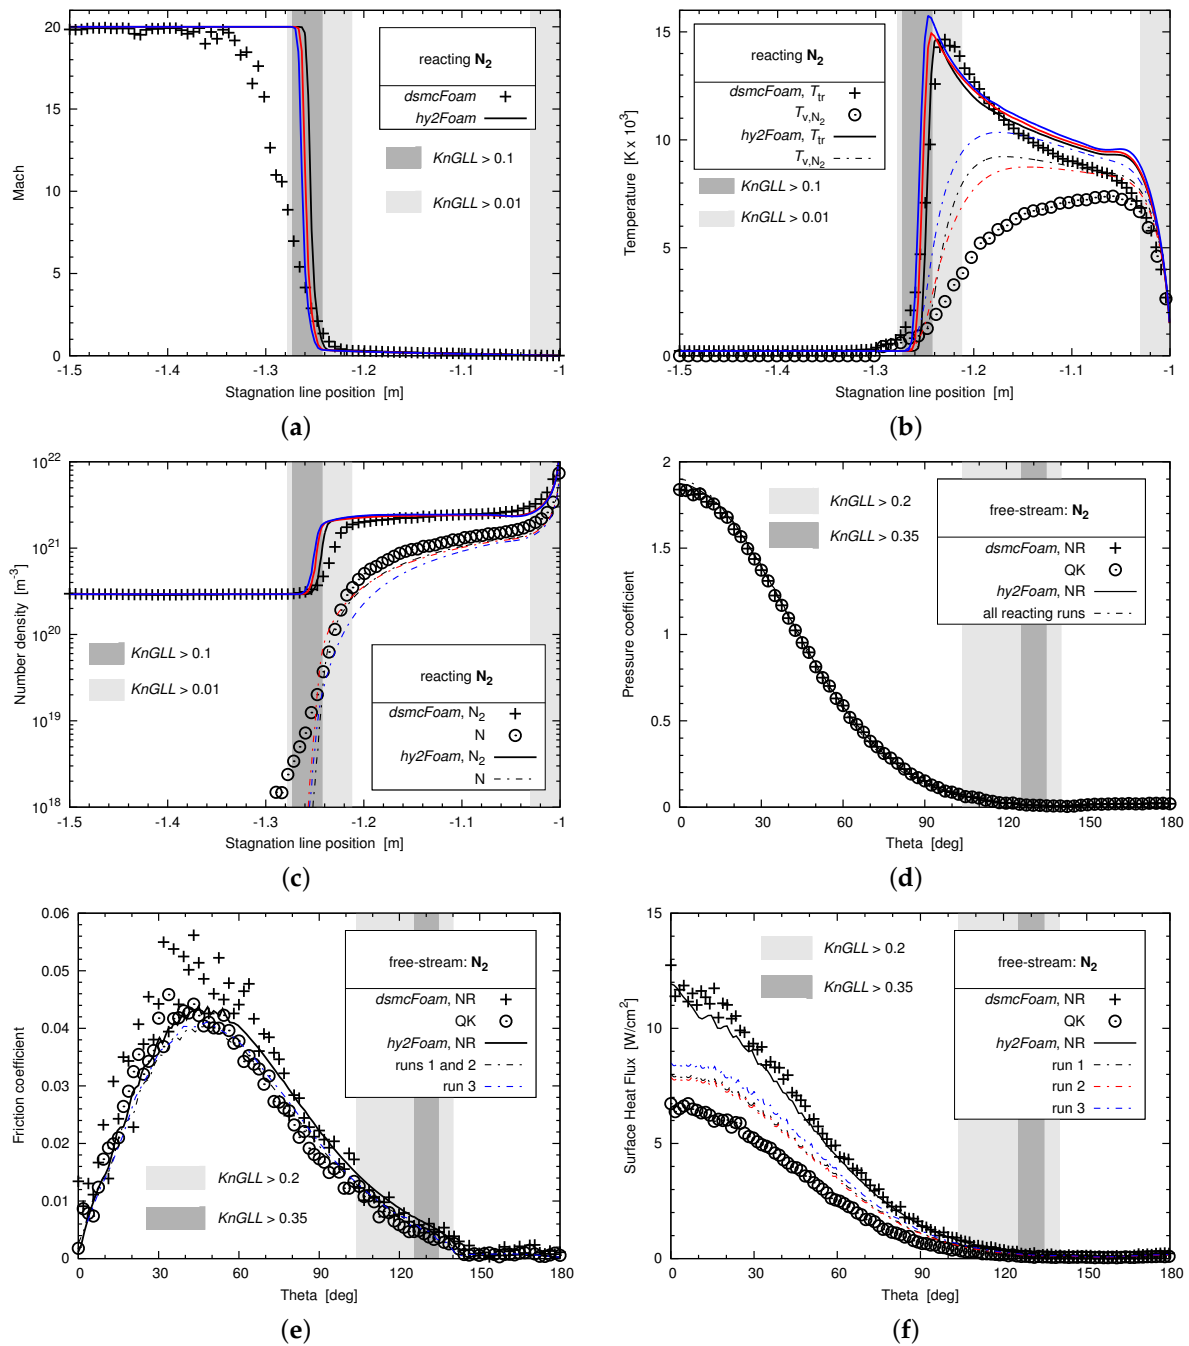 20
15
10
5
0
Mach
reacting N2
dsmcFoam
hy2Foam
KnGLL > 0.1
KnGLL > 0.01
-1.5 -1.4 -1.3 -1.2 -1.1 -1
Stagnation line position [m]
(a)
15
10
5
0
Temperature [K x 10³]
reacting N2
dsmcFoam, Ttr
Tv,N2
hy2Foam, Ttr
Tv,N2
KnGLL > 0.1
KnGLL > 0.01
-1.5 -1.4 -1.3 -1.2 -1.1 -1
Stagnation line position [m]
(b)
10²²
10²¹
10²⁰
10¹⁹
10¹⁸
Number density [m⁻³]
KnGLL > 0.1
KnGLL > 0.01
reacting N2
dsmcFoam, N2
N
hy2Foam, N2
N
-1.5 -1.4 -1.3 -1.2 -1.1 -1
Stagnation line position [m]
(c)
2
1.5
1
0.5
0
Pressure coefficient
KnGLL > 0.2
KnGLL > 0.35
free-stream: N2
dsmcFoam, NR
QK
hy2Foam, NR
all reacting runs
0 30 60 90 120 150 180
Theta [deg]
(d)
0.06
0.05
0.04
0.03
0.02
0.01
0
Friction coefficient
free-stream: N2
dsmcFoam, NR
QK
hy2Foam, NR
runs 1 and 2
run 3
KnGLL > 0.2
KnGLL > 0.35
0 30 60 90 120 150 180
Theta [deg]
(e)
15
10
5
0
Surface Heat Flux [W/cm²]
KnGLL > 0.2
KnGLL > 0.35
free-stream: N2
dsmcFoam, NR
QK
hy2Foam, NR
run 1
run 2
run 3
0 30 60 90 120 150 180
Theta [deg]
(f)